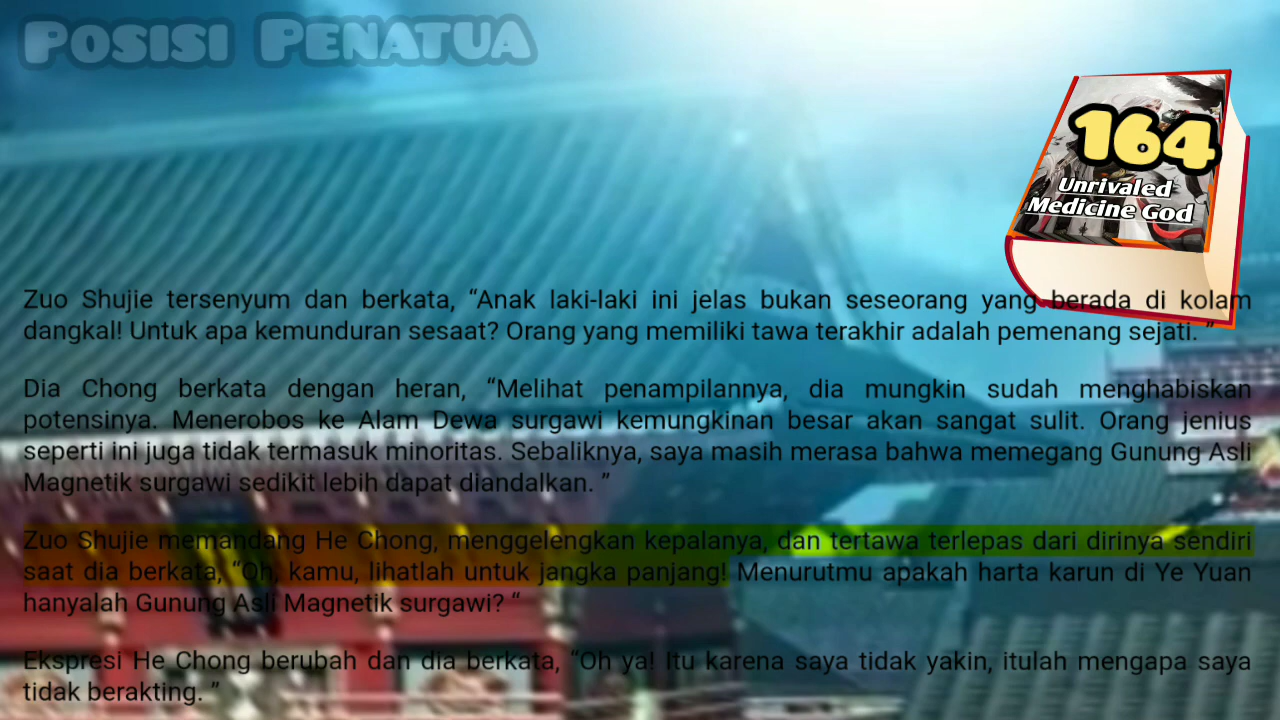 Posisi Penatua
164
Unrivaled
Medicine God
Zuo Shujie tersenyum dan berkata, “Anak laki-laki ini jelas bukan seseorang yang berada di kolam
dangkal! Untuk apa kemunduran sesaat? Orang yang memiliki tawa terakhir adalah pemenang sejati. ”
Dia Chong berkata dengan heran, “Melihat penampilannya, dia mungkin sudah menghabiskan
potensinya. Menerobos ke Alam Dewa surgawi kemungkinan besar akan sangat sulit. Orang jenius
seperti ini juga tidak termasuk minoritas. Sebaliknya, saya masih merasa bahwa memegang Gunung Asli
Magnetik surgawi sedikit lebih dapat diandalkan. ”
Zuo Shujie memandang He Chong, menggelengkan kepalanya, dan tertawa terlepas dari dirinya sendiri
saat dia berkata, “Oh, kamu, lihatlah untuk jangka panjang! Menurutmu apakah harta karun di Ye Yuan
hanyalah Gunung Asli Magnetik surgawi? “
Ekspresi He Chong berubah dan dia berkata, “Oh ya! Itu karena saya tidak yakin, itulah mengapa saya
tidak berakting. ”